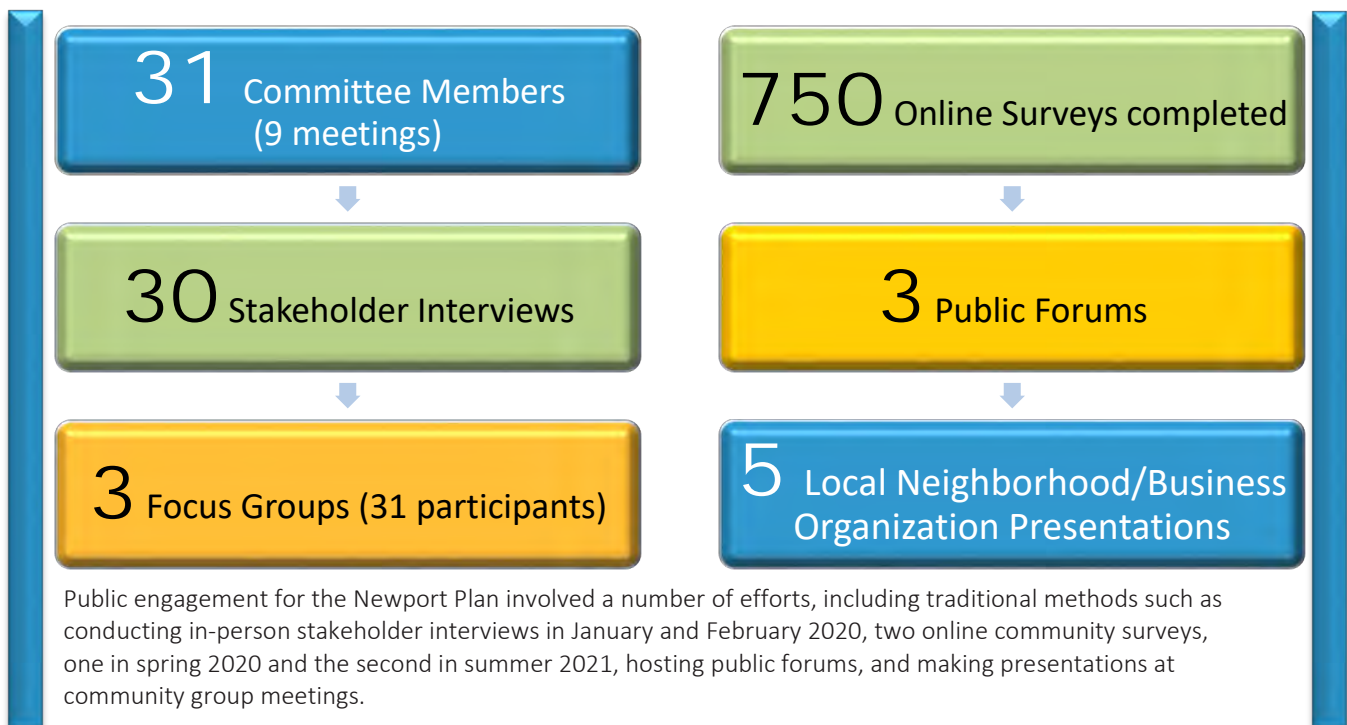 31 Committee Members
(9 meetings)
30 Stakeholder Interviews
3 Focus Groups (31 participants)
750 Online Surveys completed
3 Public Forums
5 Local Neighborhood/Business
Organization Presentations
Public engagement for the Newport Plan involved a number of efforts, including traditional methods such as
conducting in-person stakeholder interviews in January and February 2020, two online community surveys,
one in spring 2020 and the second in summer 2021, hosting public forums, and making presentations at
community group meetings.